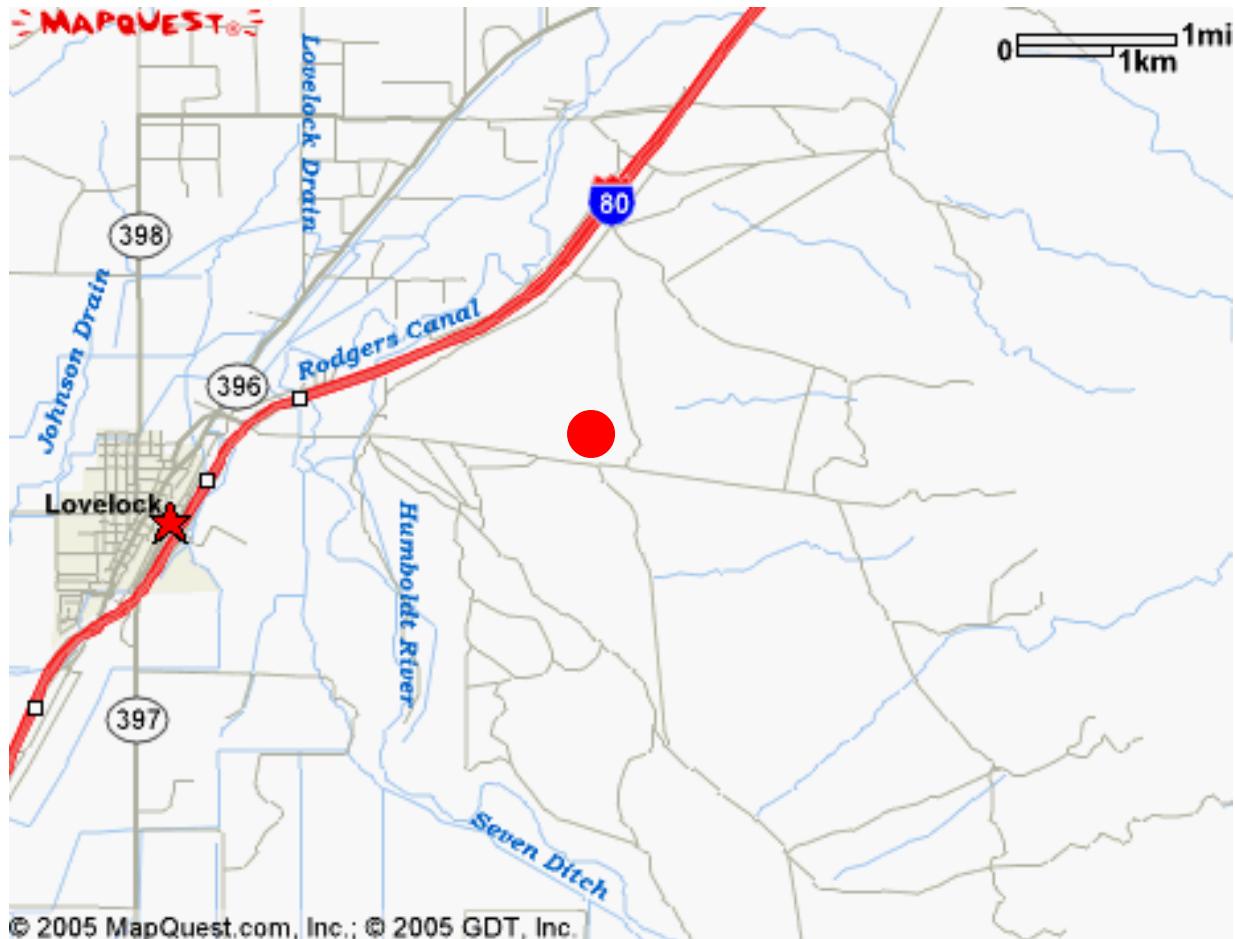 MAPQUEST®
0 1mi
1km
Lovelock Drain
80
398
Johnson Drain
Rodgers Canal
396
Lovelock
Humboldt River
397
Seven Ditch
© 2005 MapQuest.com, Inc.; © 2005 GDT, Inc.